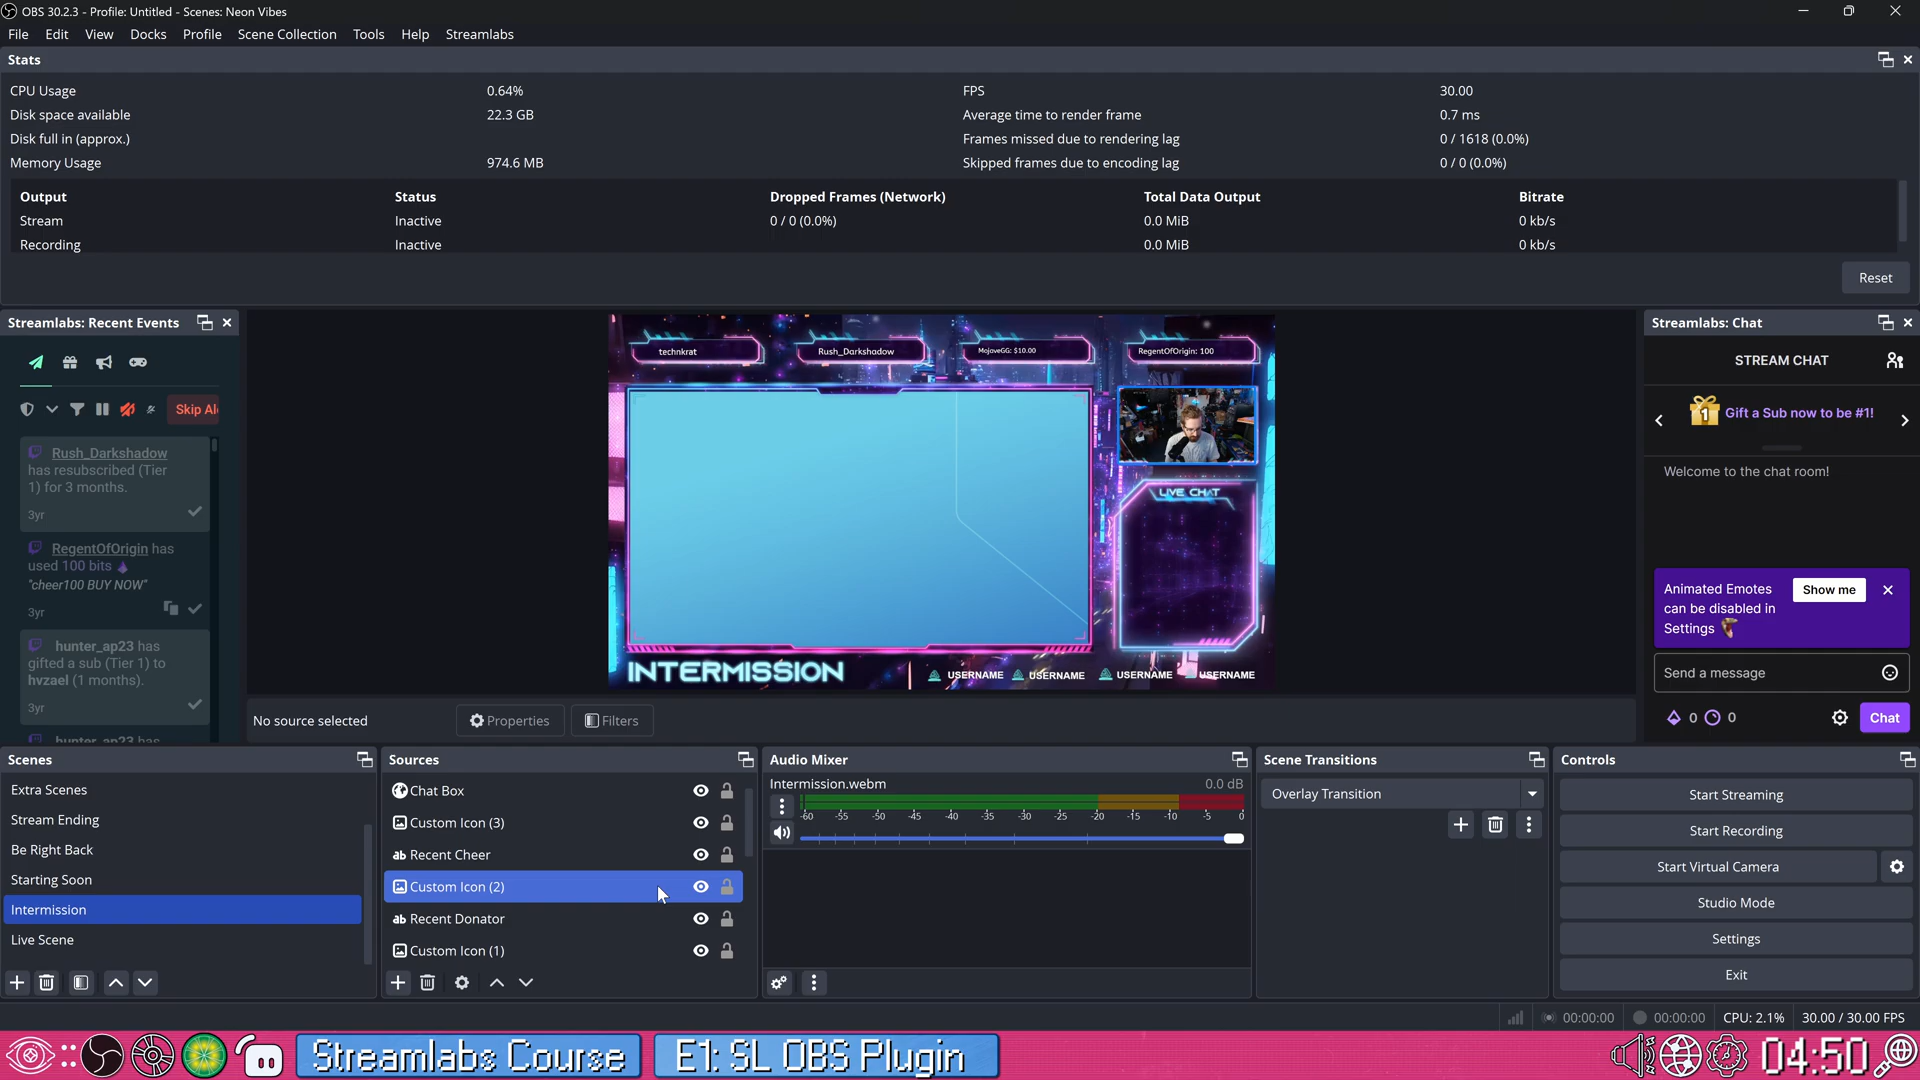 OBS 30.2.3 - Profile: Untitled - Scenes: Neon Vibes
File Edit View Docks Profile Scene Collection Tools Help Streamlabs
Stats
CPU Usage 0.64% FPS 30.00
Disk space available 22.3 GB Average time to render frame 0.7 ms
Disk full in (approx.) Frames missed due to rendering lag 0 / 1618 (0.0%)
Memory Usage 974.6 MB Skipped frames due to encoding lag 0 / 0 (0.0%)
Output Status Dropped Frames (Network) Total Data Output Bitrate
Stream Inactive 0 / 0 (0.0%) 0.0 MiB 0 kb/s
Recording Inactive 0.0 MiB 0 kb/s
Reset
Streamlabs: Recent Events
Skip Al
Rush_Darkshadow
has resubscribed (Tier
1) for 3 months.
3yr
RegentOfOrigin has
used 100 bits
"cheer100 BUY NOW"
3yr
hunter_ap23 has
gifted a sub (Tier 1) to
hvzael (1 months).
3yr
hunter_ap23 has
technkrat Rush_Darkshadow MojaveGG: $10.00 RegentOfOrigin: 100
LIVE CHAT
INTERMISSION USERNAME USERNAME USERNAME USERNAME
Streamlabs: Chat
STREAM CHAT
1 Gift a Sub now to be #1!
Welcome to the chat room!
Animated Emotes
can be disabled in
Settings
Show me
Send a message
0 0 Chat
No source selected Properties Filters
Scenes
Extra Scenes
Stream Ending
Be Right Back
Starting Soon
Intermission
Live Scene
Sources
Chat Box
Custom Icon (3)
ab Recent Cheer
Custom Icon (2)
ab Recent Donator
Custom Icon (1)
Audio Mixer
Intermission.webm 0.0 dB
-60 -55 -50 -45 -40 -35 -30 -25 -20 -15 -10 -5 0
Scene Transitions
Overlay Transition
Controls
Start Streaming
Start Recording
Start Virtual Camera
Studio Mode
Settings
Exit
00:00:00 00:00:00 CPU: 2.1% 30.00 / 30.00 FPS
Streamlabs Course E1: SL OBS Plugin 04:50